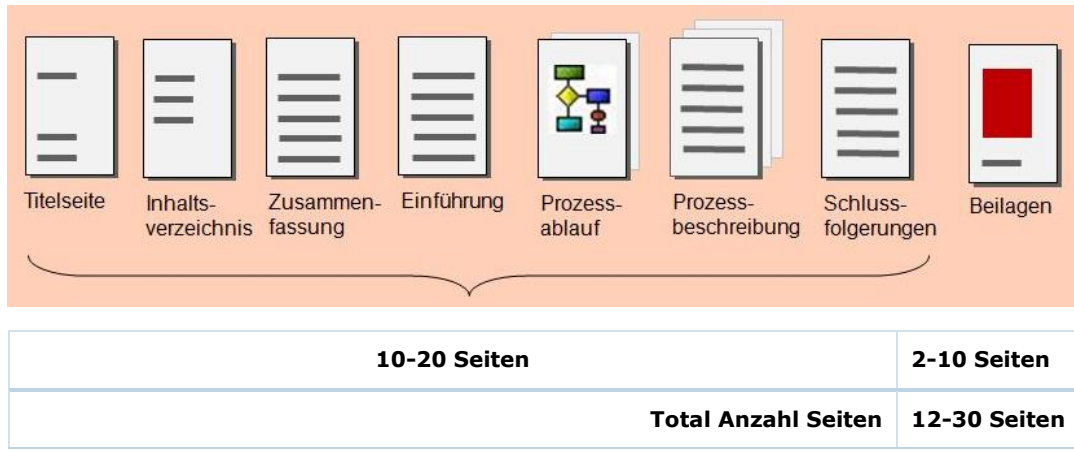 Titelseite
Inhalts-
verzeichnis
Zusammen-
fassung
Einführung
Prozess-
ablauf
Prozess-
beschreibung
Schluss-
folgerungen
Beilagen
10-20 Seiten 2-10 Seiten
Total Anzahl Seiten 12-30 Seiten